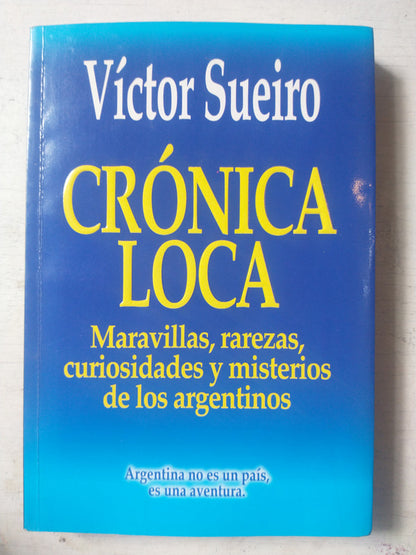 Víctor Sueiro
CRÓNICA
LOCA
Maravillas, rarezas,
curiosidades y misterios
de los argentinos
Argentina no es un país,
es una aventura.